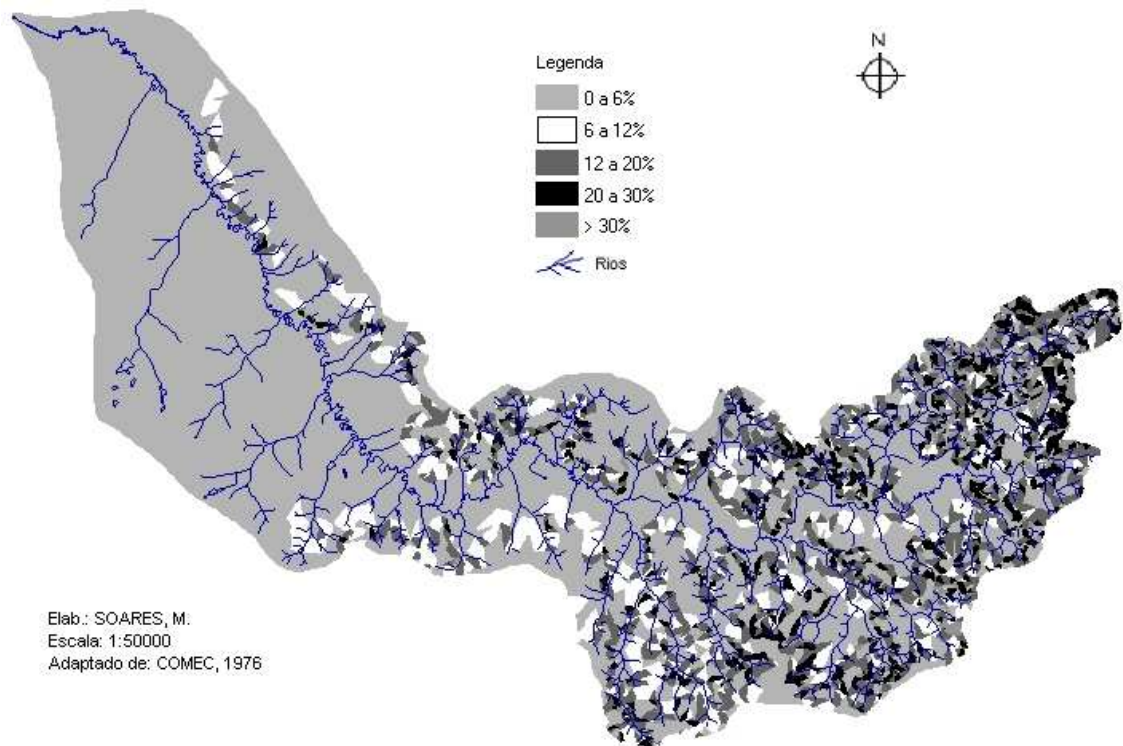 N
Legenda
0 a 6%
6 a 12%
12 a 20%
20 a 30%
> 30%
Rios
Elab.: SOARES, M.
Escala: 1:50000
Adaptado de: COMEC, 1976